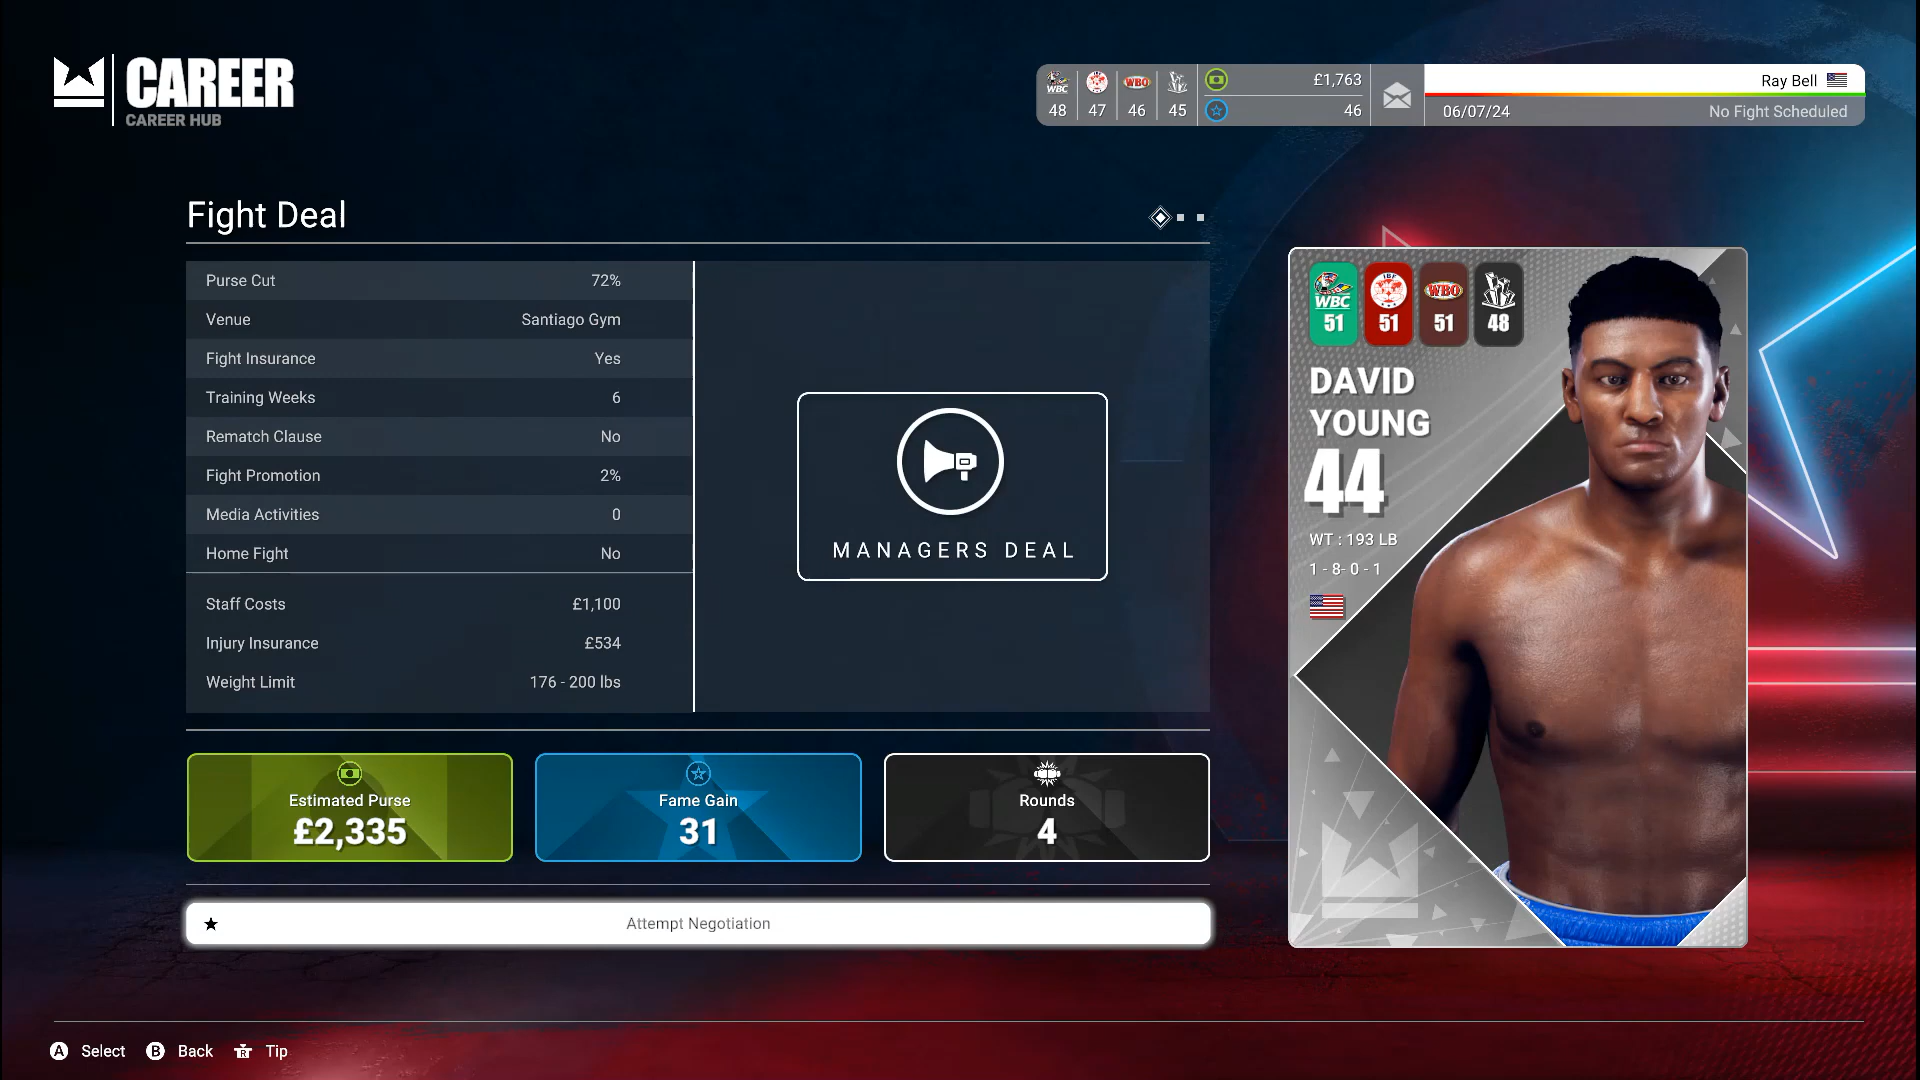 CAREER
CAREER HUB
WBC
48
47
WBO
46
45
£1,763
46
Ray Bell
06/07/24
No Fight Scheduled
Fight Deal
Purse Cut 72%
Venue Santiago Gym
Fight Insurance Yes
Training Weeks 6
Rematch Clause No
Fight Promotion 2%
Media Activities 0
Home Fight No
Staff Costs £1,100
Injury Insurance £534
Weight Limit 176 - 200 lbs
MANAGERS DEAL
Estimated Purse
£2,335
Fame Gain
31
Rounds
4
Attempt Negotiation
WBC
51
IBF
51
WBO
51
48
DAVID
YOUNG
44
WT : 193 LB
1 - 8- 0 - 1
A Select B Back R Tip